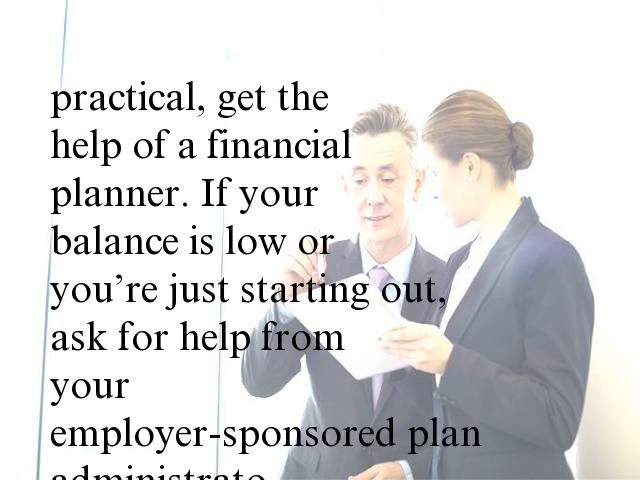 practical, get the
help of a financial
planner. If your
balance is low or
you’re just starting out,
ask for help from
your
employer-sponsored plan
administrato